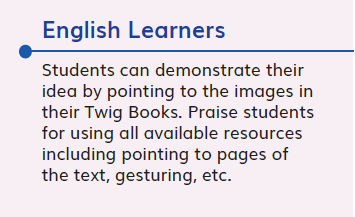 English Learners
Students can demonstrate their
idea by pointing to the images in
their Twig Books. Praise students
for using all available resources
including pointing to pages of
the text, gesturing, etc.